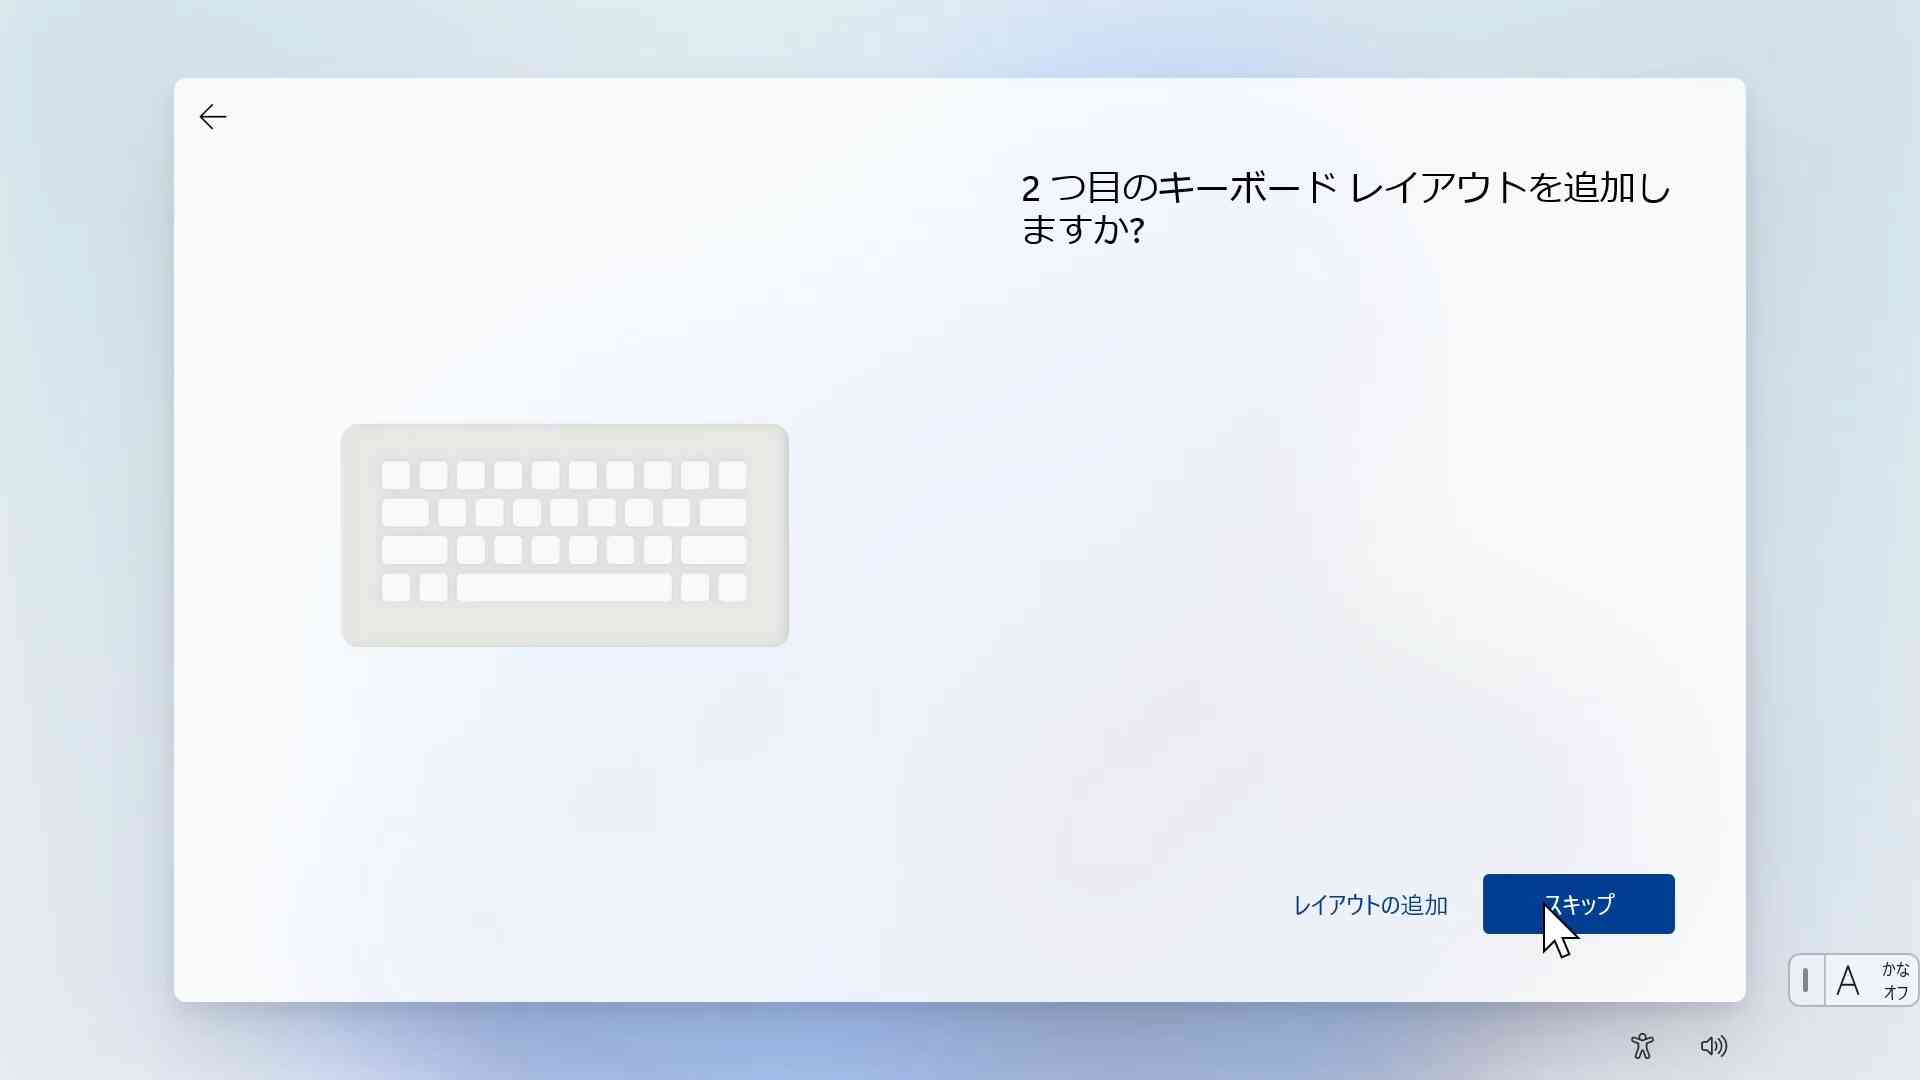 2 つ目のキーボード レイアウトを追加し
ますか?
レイアウトの追加
スキップ
A
かな
オフ